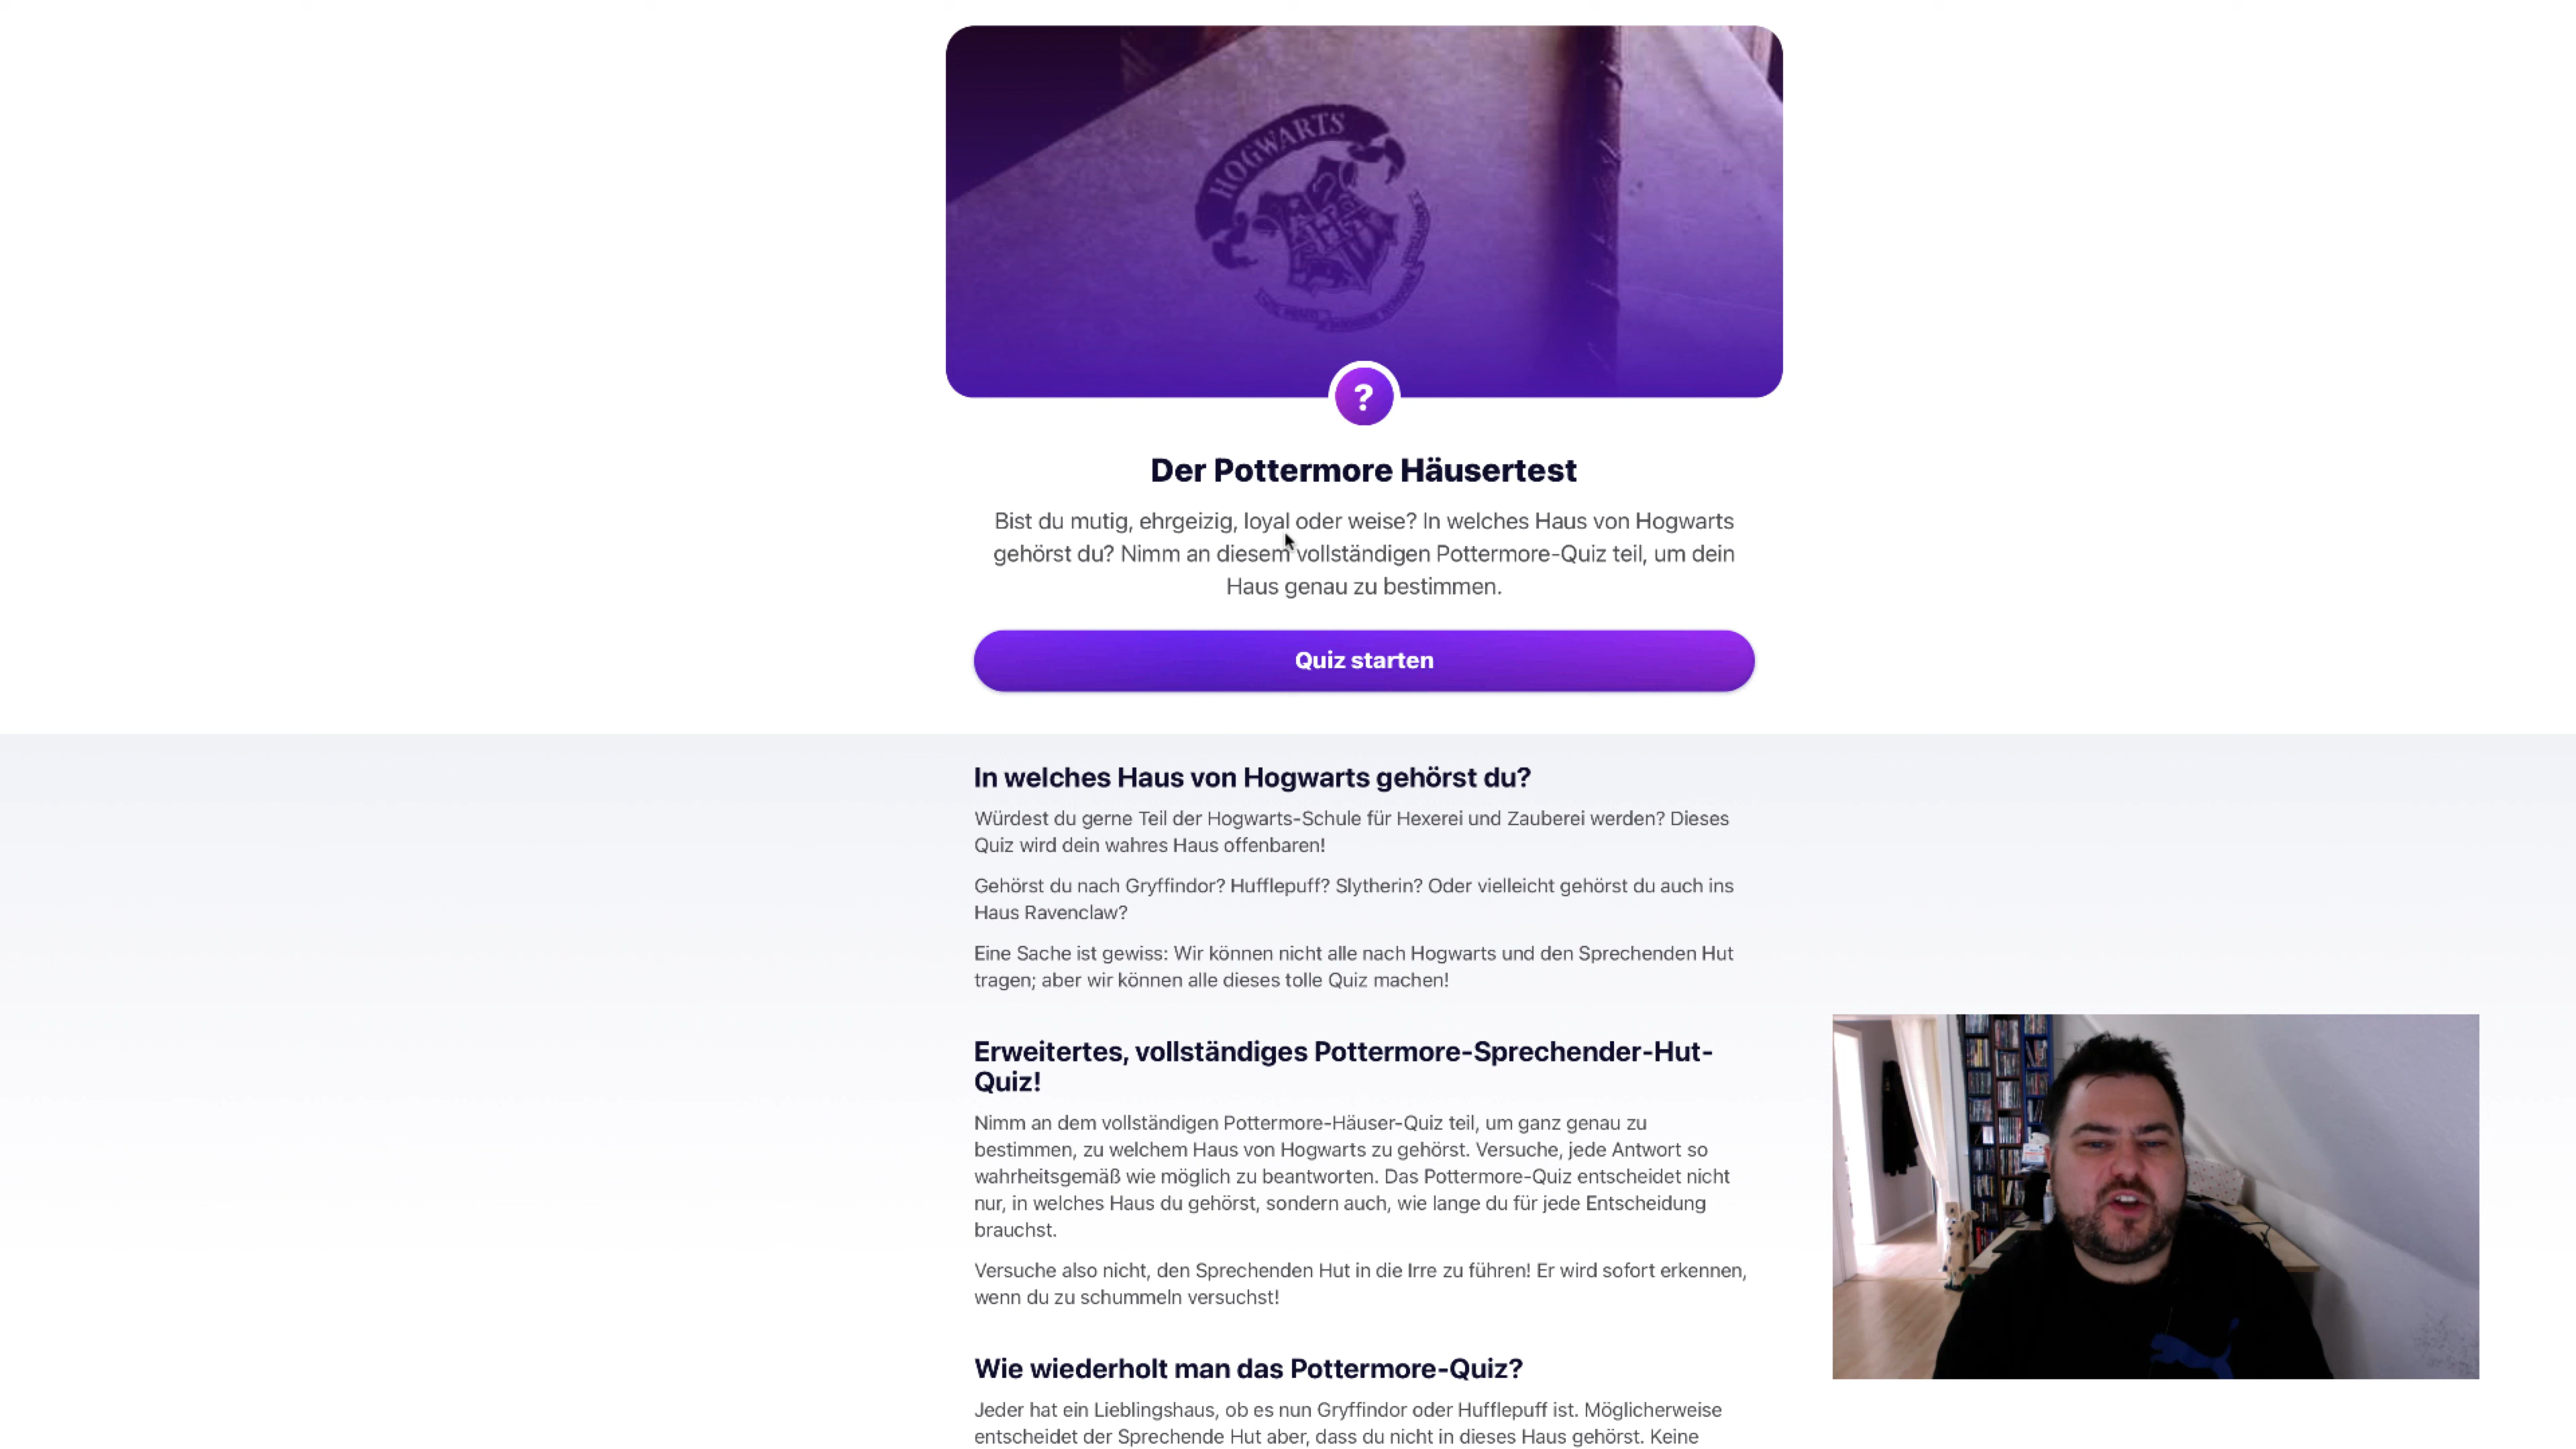 HOGWARTS
?
Der Pottermore Häusertest
Bist du mutig, ehrgeizig, loyal oder weise? In welches Haus von Hogwarts
gehörst du? Nimm an diesem vollständigen Pottermore-Quiz teil, um dein
Haus genau zu bestimmen.
Quiz starten
In welches Haus von Hogwarts gehörst du?
Würdest du gerne Teil der Hogwarts-Schule für Hexerei und Zauberei werden? Dieses
Quiz wird dein wahres Haus offenbaren!
Gehörst du nach Gryffindor? Hufflepuff? Slytherin? Oder vielleicht gehörst du auch ins
Haus Ravenclaw?
Eine Sache ist gewiss: Wir können nicht alle nach Hogwarts und den Sprechenden Hut
tragen; aber wir können alle dieses tolle Quiz machen!
Erweitertes, vollständiges Pottermore-Sprechender-Hut-
Quiz!
Nimm an dem vollständigen Pottermore-Häuser-Quiz teil, um ganz genau zu
bestimmen, zu welchem Haus von Hogwarts zu gehörst. Versuche, jede Antwort so
wahrheitsgemäß wie möglich zu beantworten. Das Pottermore-Quiz entscheidet nicht
nur, in welches Haus du gehörst, sondern auch, wie lange du für jede Entscheidung
brauchst.
Versuche also nicht, den Sprechenden Hut in die Irre zu führen! Er wird sofort erkennen,
wenn du zu schummeln versuchst!
Wie wiederholt man das Pottermore-Quiz?
Jeder hat ein Lieblingshaus, ob es nun Gryffindor oder Hufflepuff ist. Möglicherweise
entscheidet der Sprechende Hut aber, dass du nicht in dieses Haus gehörst. Keine